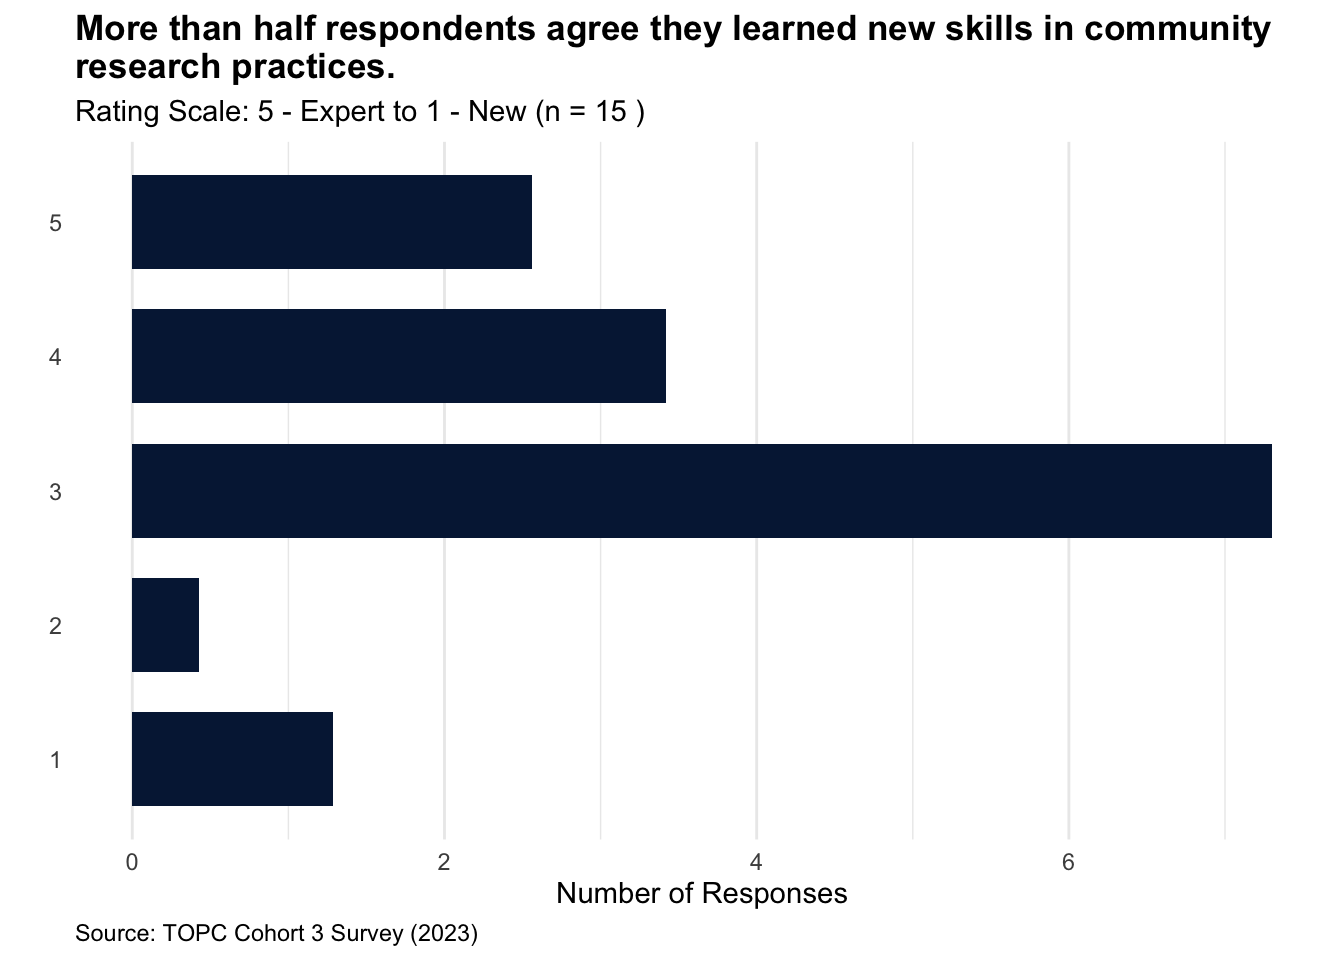 More than half respondents agree they learned new skills in community
research practices.
Rating Scale: 5 - Expert to 1 - New (n = 15 )
5
4
3
2
1
0 2 4 6
Number of Responses
Source: TOPC Cohort 3 Survey (2023)